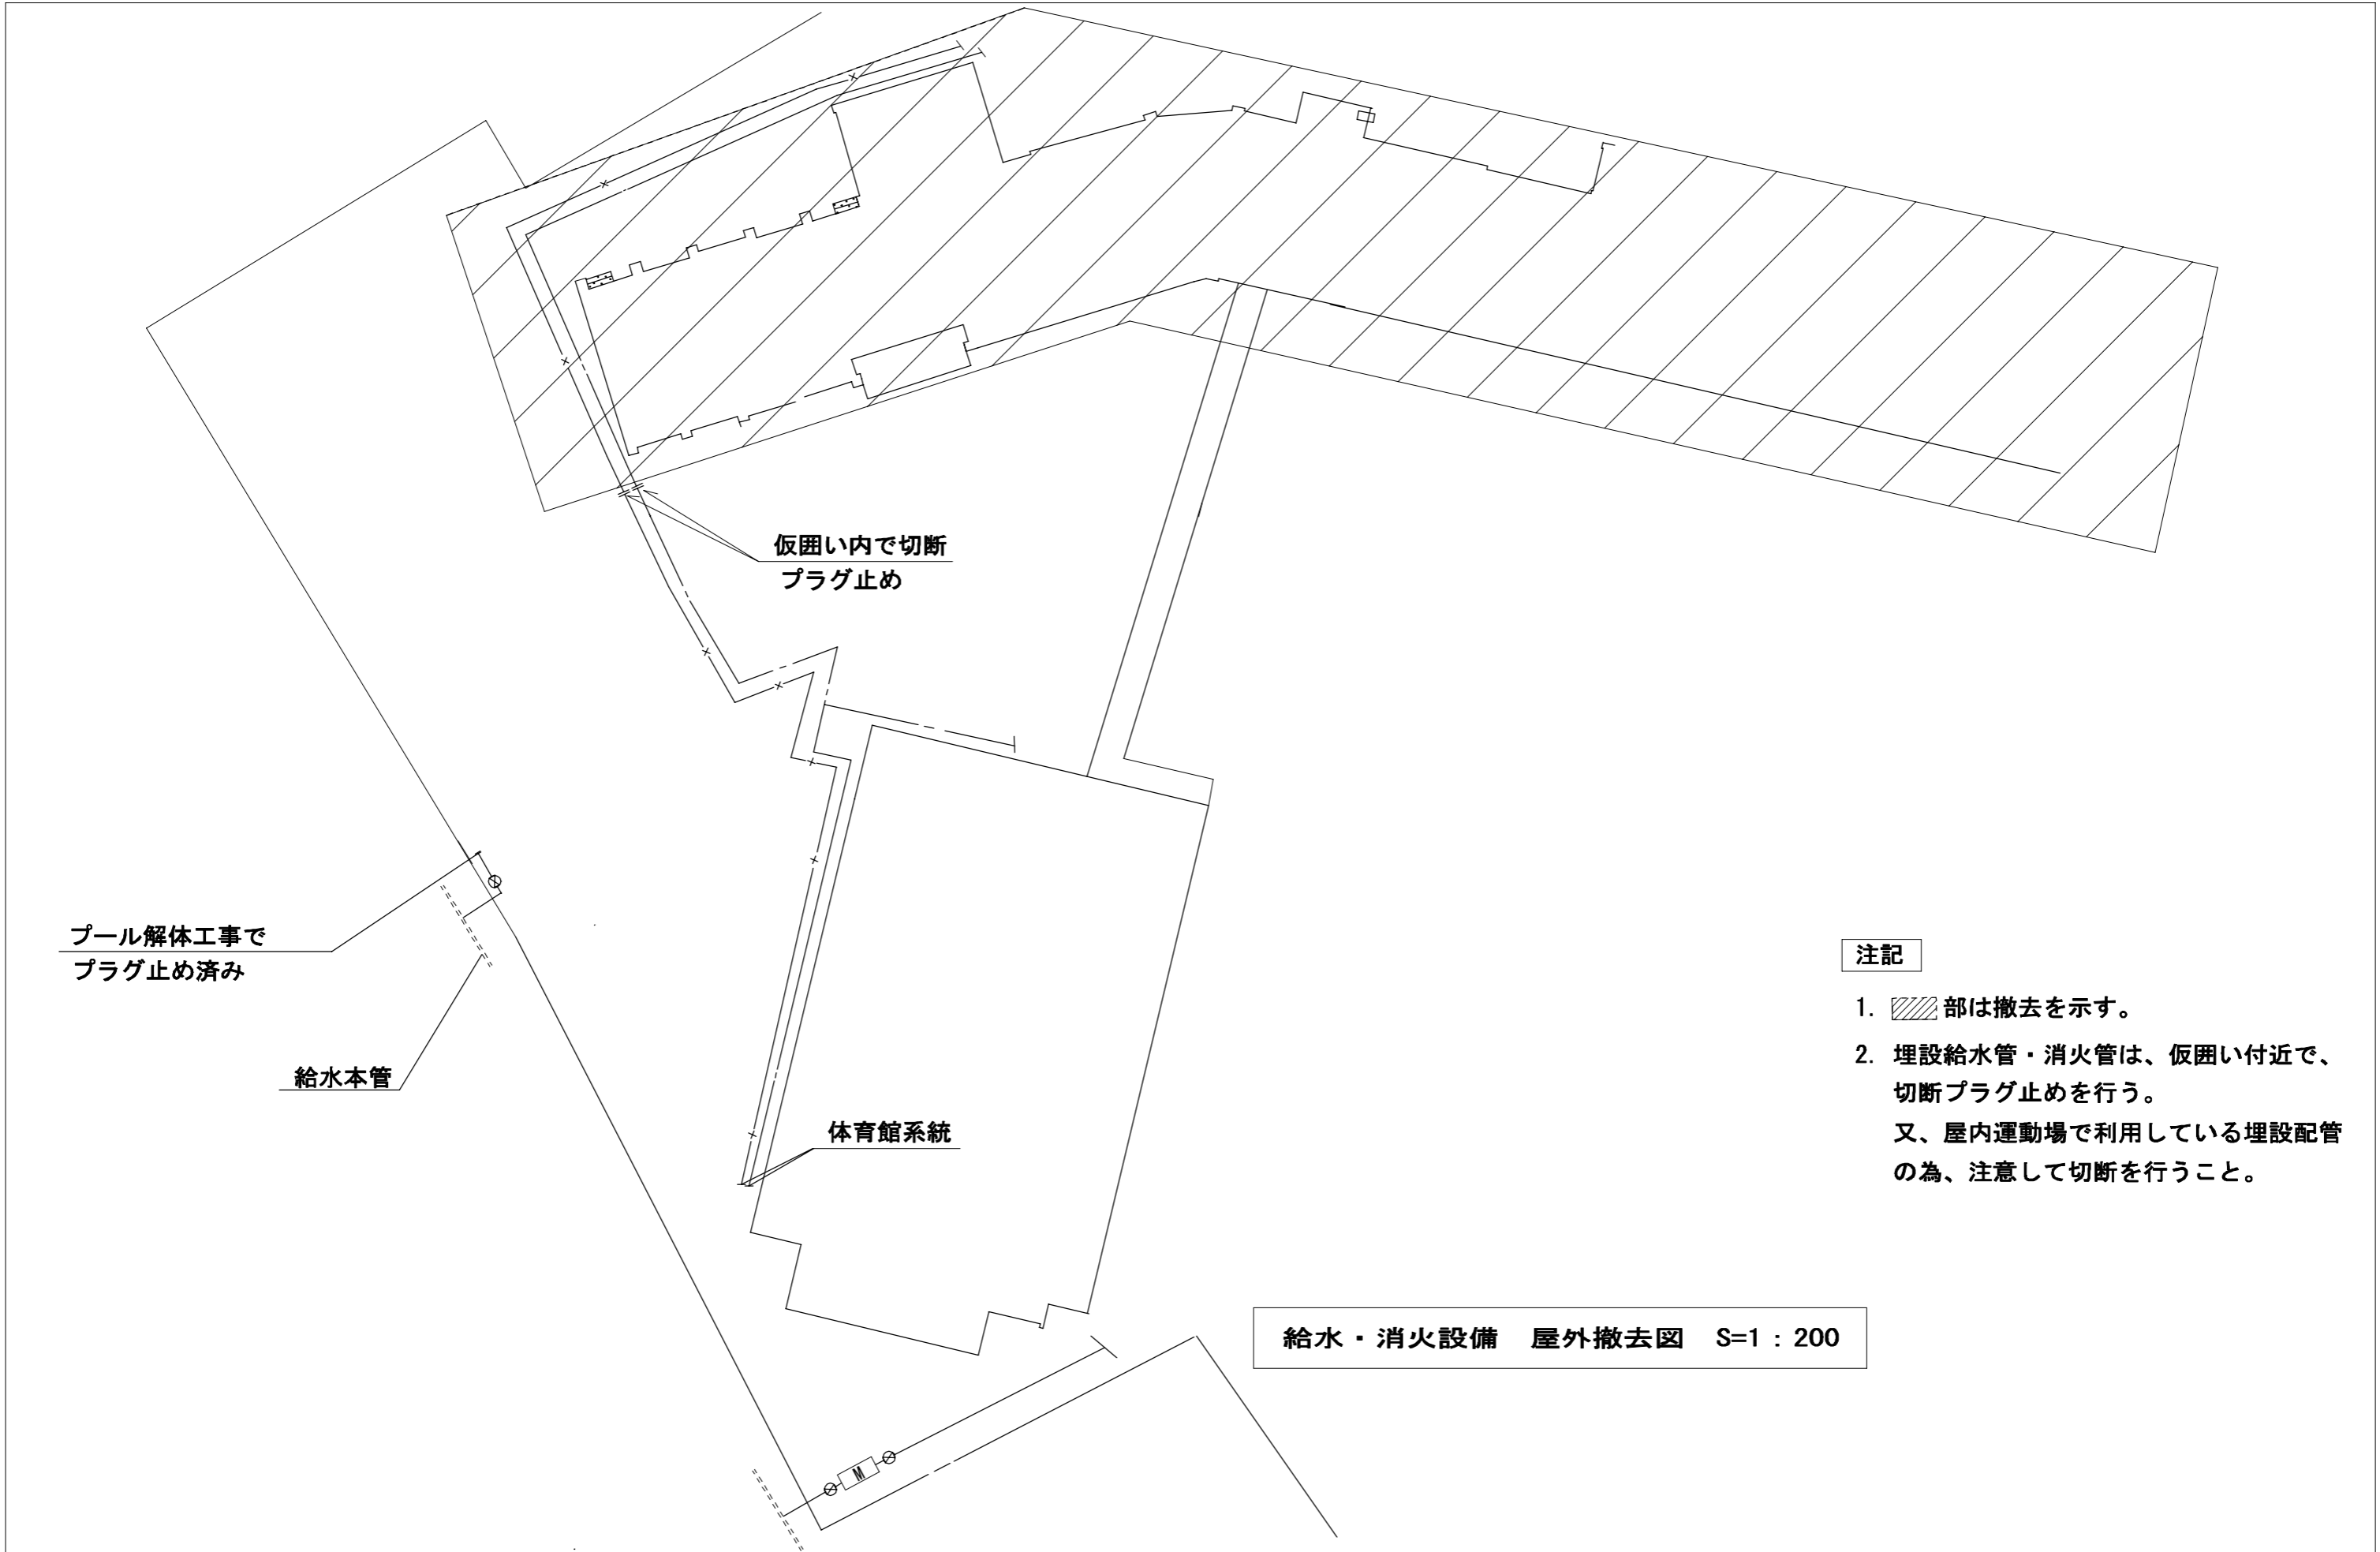 仮囲い内で切断
プラグ止め
プール解体工事で
プラグ止め済み
給水本管
体育館系統
M
注記
1. 部は撤去を示す。
2. 埋設給水管・消火管は、仮囲い付近で、
切断プラグ止めを行う。
又、屋内運動場で利用している埋設配管
の為、注意して切断を行うこと。
給水・消火設備 屋外撤去図 S=1：200